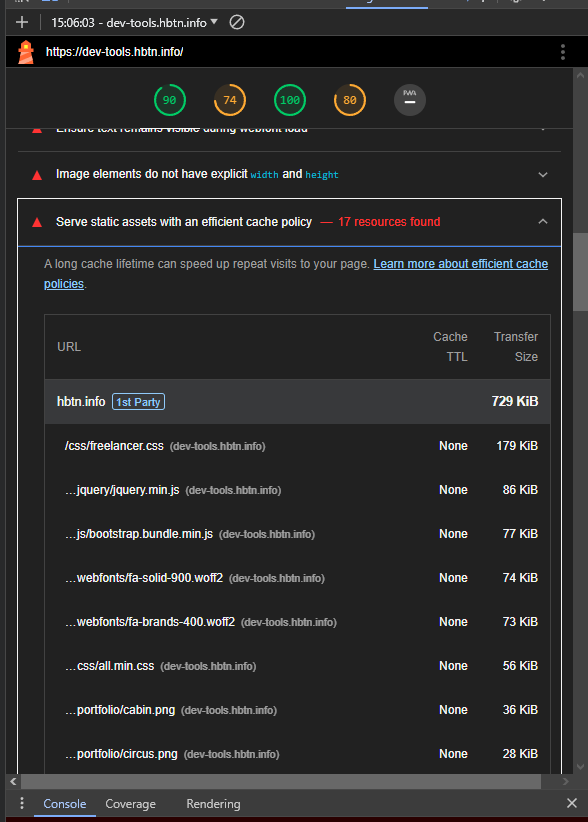 15:06:03 - dev-tools.hbtn.info
https://dev-tools.hbtn.info/
90 74 100 80 PWA
Ensure text remains visible during webfont load
Image elements do not have explicit width and height
Serve static assets with an efficient cache policy — 17 resources found
A long cache lifetime can speed up repeat visits to your page. Learn more about efficient cache
policies.
URL Cache TTL Transfer Size
hbtn.info 1st Party 729 KiB
/css/freelancer.css (dev-tools.hbtn.info) None 179 KiB
…jquery/jquery.min.js (dev-tools.hbtn.info) None 86 KiB
…js/bootstrap.bundle.min.js (dev-tools.hbtn.info) None 77 KiB
…webfonts/fa-solid-900.woff2 (dev-tools.hbtn.info) None 74 KiB
…webfonts/fa-brands-400.woff2 (dev-tools.hbtn.info) None 73 KiB
…css/all.min.css (dev-tools.hbtn.info) None 56 KiB
…portfolio/cabin.png (dev-tools.hbtn.info) None 36 KiB
…portfolio/circus.png (dev-tools.hbtn.info) None 28 KiB
Console Coverage Rendering